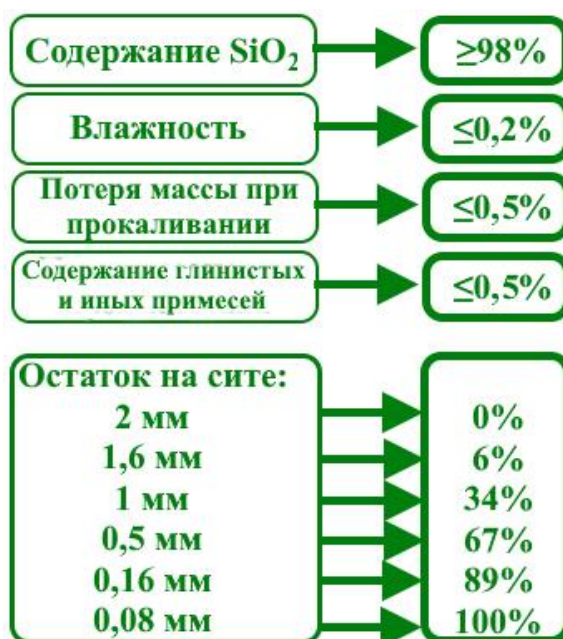 Содержание SiO₂ ≥98%
Влажность ≤0,2%
Потеря массы при
прокаливании ≤0,5%
Содержание глинистых
и иных примесей ≤0,5%
Остаток на сите:
2 мм 0%
1,6 мм 6%
1 мм 34%
0,5 мм 67%
0,16 мм 89%
0,08 мм 100%